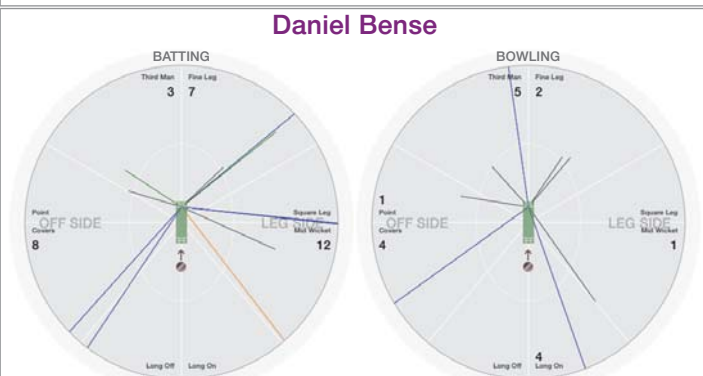 Daniel Bense
BATTING
Third Man Fine Leg
3 7
Point
OFF SIDE
Covers
8
Square Leg
LEG SIDE
Mid Wicket
12
Long Off Long On
BOWLING
Third Man Fine Leg
5 2
1
Point
OFF SIDE
Covers
4
Square Leg
LEG SIDE
Mid Wicket
1
4
Long Off Long On